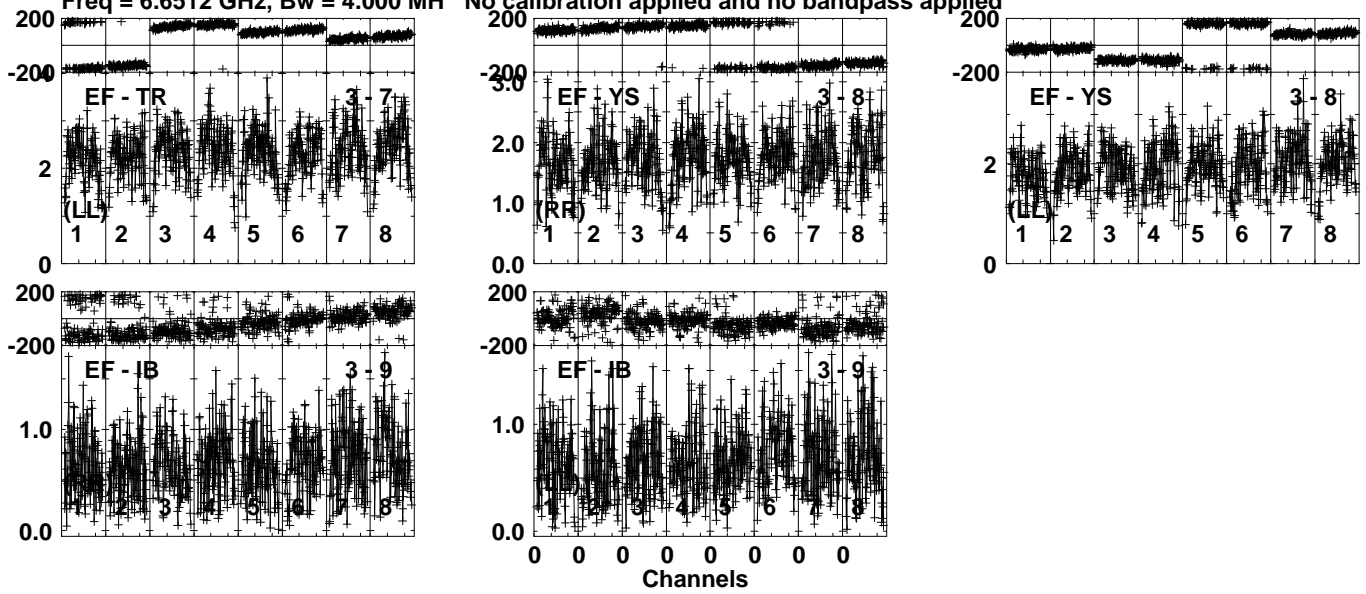 Freq = 6.6512 GHz, Bw = 4.000 MH No calibration applied and no bandpass applied
200
-200
4
EF - TR 3 - 7
2
(LL)
1 2 3 4 5 6 7 8
0
200
-200
3.0
EF - YS 3 - 8
2.0
1.0
(RR)
1 2 3 4 5 6 7 8
0.0
200
-200
EF - YS 3 - 8
2
(LL)
1 2 3 4 5 6 7 8
0
200
-200
EF - IB 3 - 9
1.0
1 2 3 4 5 6 7 8
0.0
200
-200
EF - IB 3 - 9
1.0
(LL)
1 2 3 4 5 6 7 8
0.0
0 0 0 0 0 0 0 0
Channels